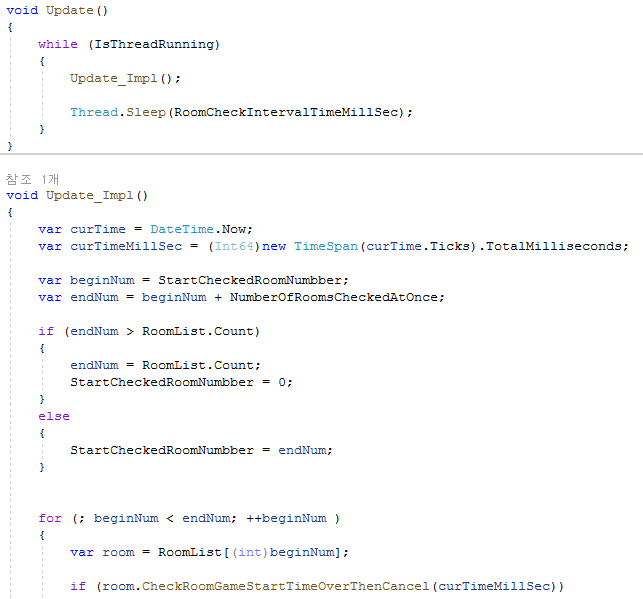 void Update()
{
while (IsThreadRunning)
{
Update_Impl();
Thread.Sleep(RoomCheckIntervalTimeMillSec);
}
}
참조 1개
void Update_Impl()
{
var curTime = DateTime.Now;
var curTimeMillSec = (Int64)new TimeSpan(curTime.Ticks).TotalMilliseconds;
var beginNum = StartCheckedRoomNumbber;
var endNum = beginNum + NumberOfRoomsCheckedAtOnce;
if (endNum > RoomList.Count)
{
endNum = RoomList.Count;
StartCheckedRoomNumbber = 0;
}
else
{
StartCheckedRoomNumbber = endNum;
}
for (; beginNum < endNum; ++beginNum )
{
var room = RoomList[(int)beginNum];
if (room.CheckRoomGameStartTimeOverThenCancel(curTimeMillSec))